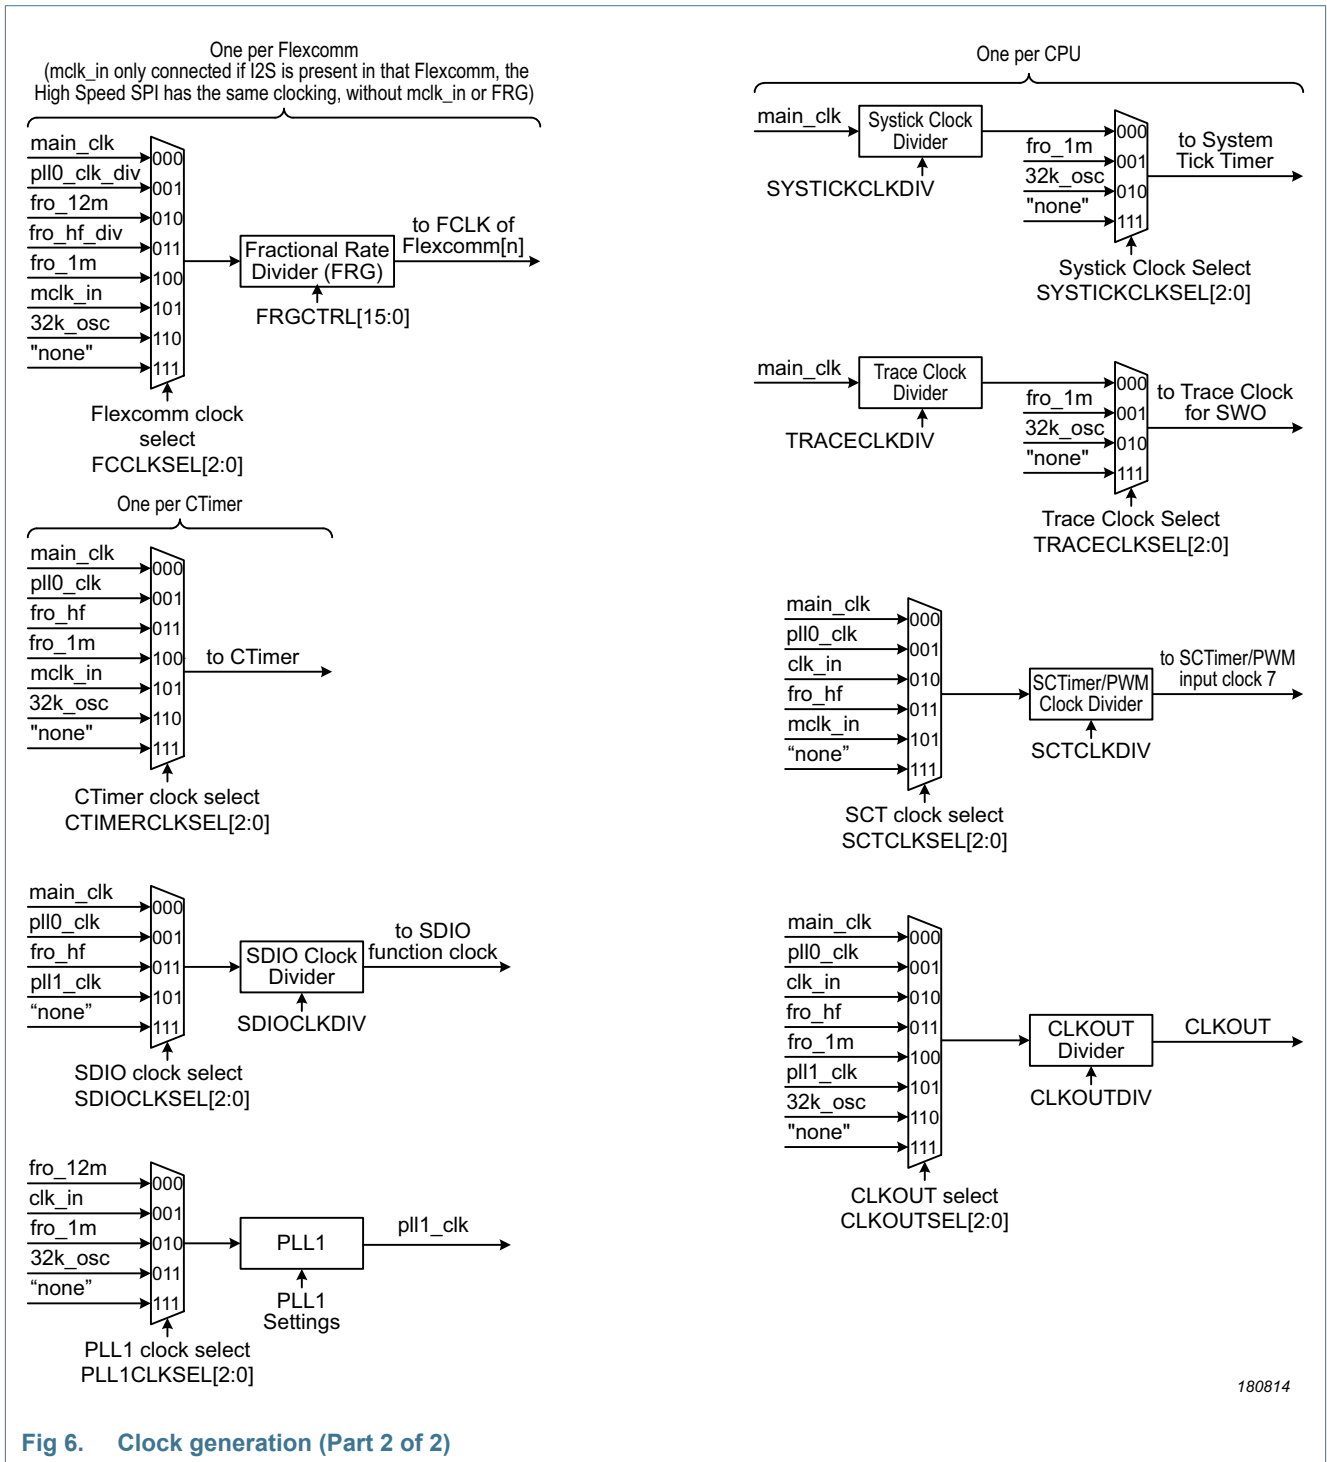 One per Flexcomm
(mclk_in only connected if I2S is present in that Flexcomm, the
High Speed SPI has the same clocking, without mclk_in or FRG)
main_clk
000
pll0_clk_div
001
fro_12m
010
fro_hf_div
011
fro_1m
100
mclk_in
101
32k_osc
110
"none"
111
Fractional Rate
Divider (FRG)
FRGCTRL[15:0]
to FCLK of
Flexcomm[n]
Flexcomm clock
select
FCCLKSEL[2:0]
One per CTimer
main_clk
000
pll0_clk
001
fro_hf
011
fro_1m
100
mclk_in
101
32k_osc
110
"none"
111
to CTimer
CTimer clock select
CTIMERCLKSEL[2:0]
main_clk
000
pll0_clk
001
fro_hf
011
pll1_clk
101
“none”
111
SDIO Clock
Divider
SDIOCLKDIV
to SDIO
function clock
SDIO clock select
SDIOCLKSEL[2:0]
fro_12m
000
clk_in
001
fro_1m
010
32k_osc
011
“none”
111
PLL1
PLL1
Settings
pll1_clk
PLL1 clock select
PLL1CLKSEL[2:0]
One per CPU
main_clk
Systick Clock
Divider
SYSTICKCLKDIV
000
fro_1m
001
32k_osc
010
"none"
111
to System
Tick Timer
Systick Clock Select
SYSTICKCLKSEL[2:0]
main_clk
Trace Clock
Divider
TRACECLKDIV
000
fro_1m
001
32k_osc
010
"none"
111
to Trace Clock
for SWO
Trace Clock Select
TRACECLKSEL[2:0]
main_clk
000
pll0_clk
001
clk_in
010
fro_hf
011
mclk_in
101
“none”
111
SCTimer/PWM
Clock Divider
SCTCLKDIV
to SCTimer/PWM
input clock 7
SCT clock select
SCTCLKSEL[2:0]
main_clk
000
pll0_clk
001
clk_in
010
fro_hf
011
fro_1m
100
pll1_clk
101
32k_osc
110
"none"
111
CLKOUT
Divider
CLKOUTDIV
CLKOUT
CLKOUT select
CLKOUTSEL[2:0]
180814
Fig 6. Clock generation (Part 2 of 2)